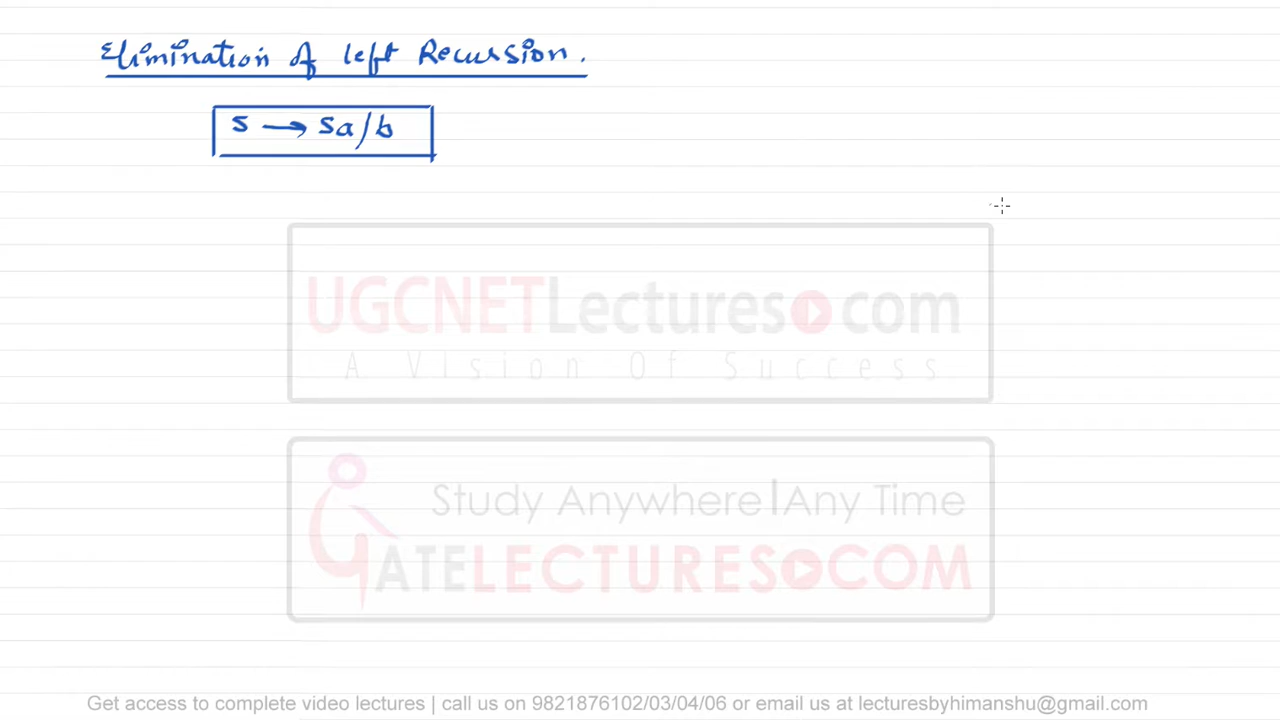 Elimination of left Recursion.
S → Sa/b
UGCNETLectures.com
A Vision Of Success
Study Anywhere|Any Time
GATELECTURES.COM
Get access to complete video lectures | call us on 9821876102/03/04/06 or email us at lecturesbyhimanshu@gmail.com